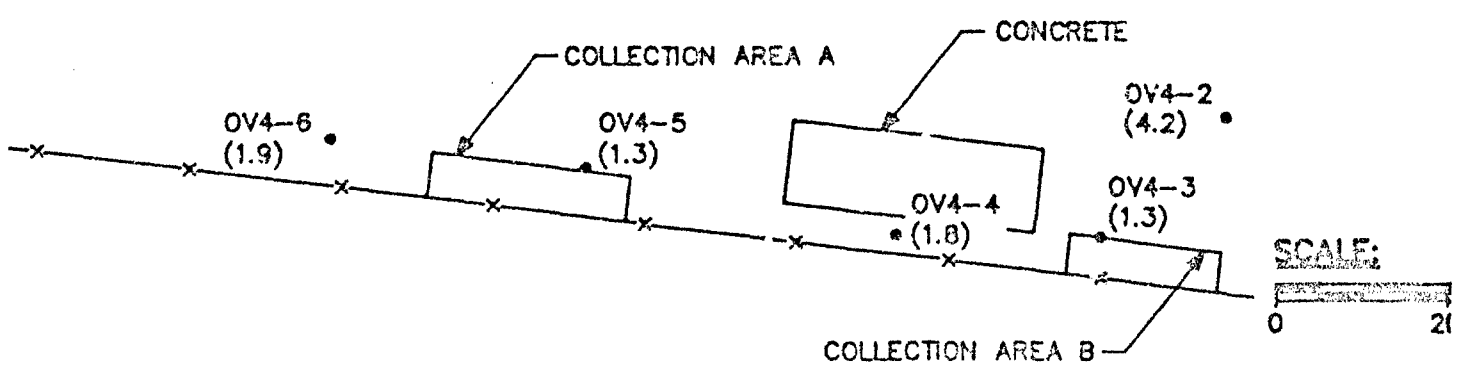 CONCRETE
COLLECTION AREA A
OV4-2
(4.2)
OV4-6
(1.9)
OV4-5
(1.3)
OV4-3
(1.3)
OV4-4
(1.8)
SCALE:
0
COLLECTION AREA B